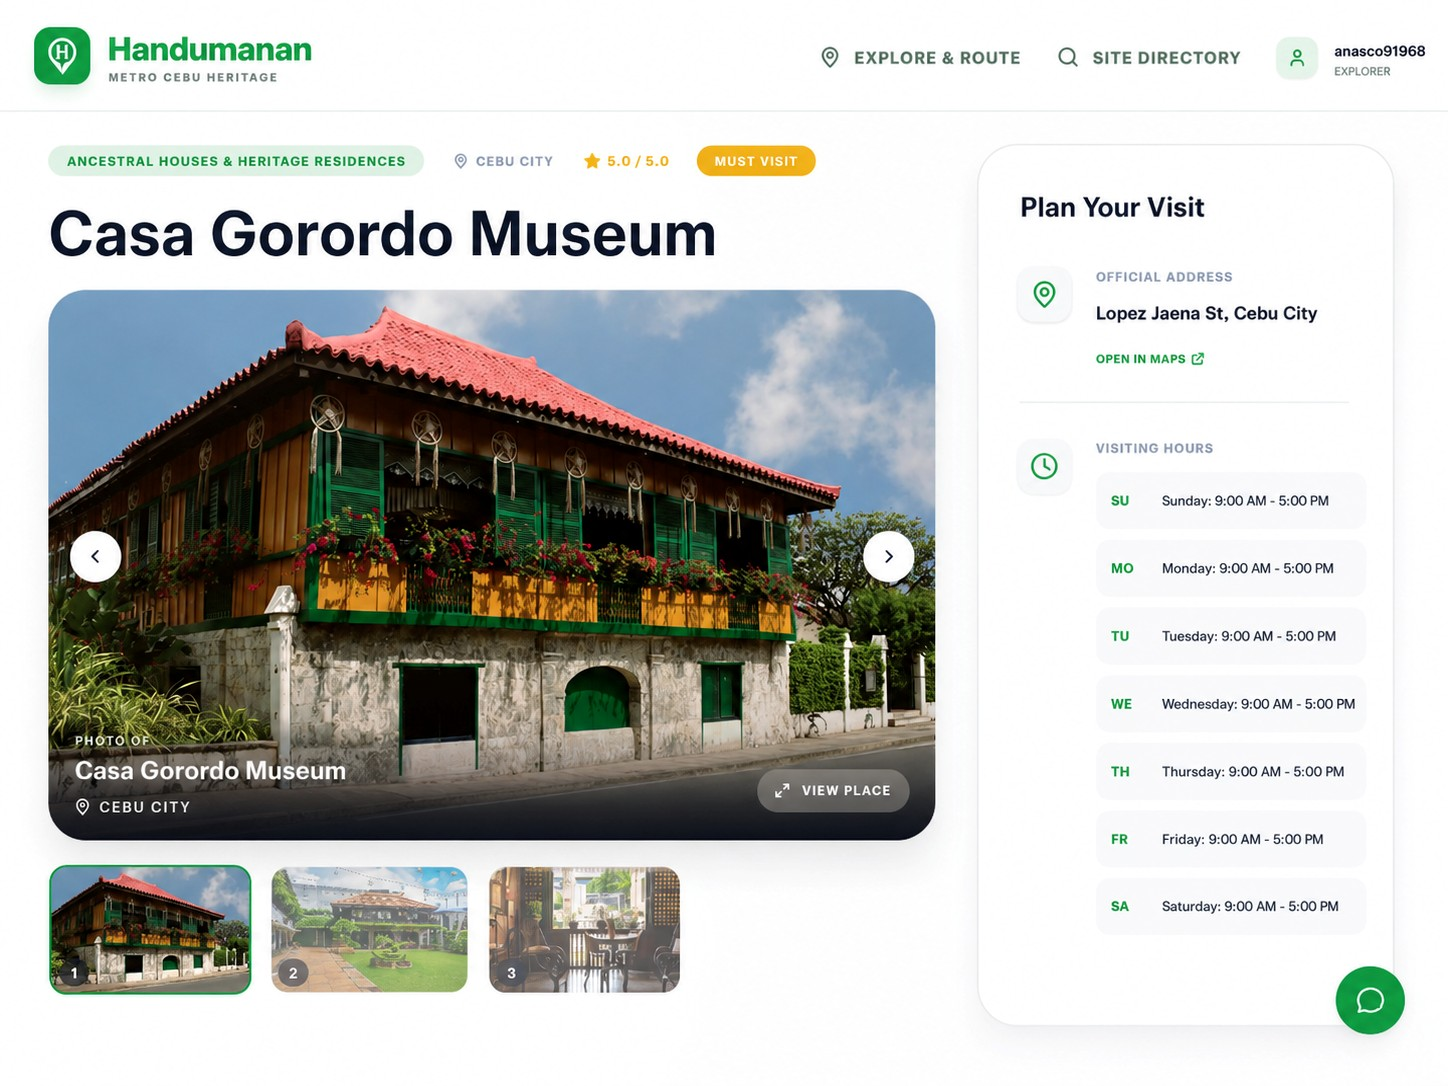 H
Handumanan
METRO CEBU HERITAGE
EXPLORE & ROUTE
SITE DIRECTORY
anasco91968
EXPLORER
ANCESTRAL HOUSES & HERITAGE RESIDENCES
CEBU CITY
5.0 / 5.0
MUST VISIT
Casa Gorordo Museum
PHOTO OF
Casa Gorordo Museum
CEBU CITY
VIEW PLACE
1
2
3
Plan Your Visit
OFFICIAL ADDRESS
Lopez Jaena St, Cebu City
OPEN IN MAPS
VISITING HOURS
SU Sunday: 9:00 AM - 5:00 PM
MO Monday: 9:00 AM - 5:00 PM
TU Tuesday: 9:00 AM - 5:00 PM
WE Wednesday: 9:00 AM - 5:00 PM
TH Thursday: 9:00 AM - 5:00 PM
FR Friday: 9:00 AM - 5:00 PM
SA Saturday: 9:00 AM - 5:00 PM